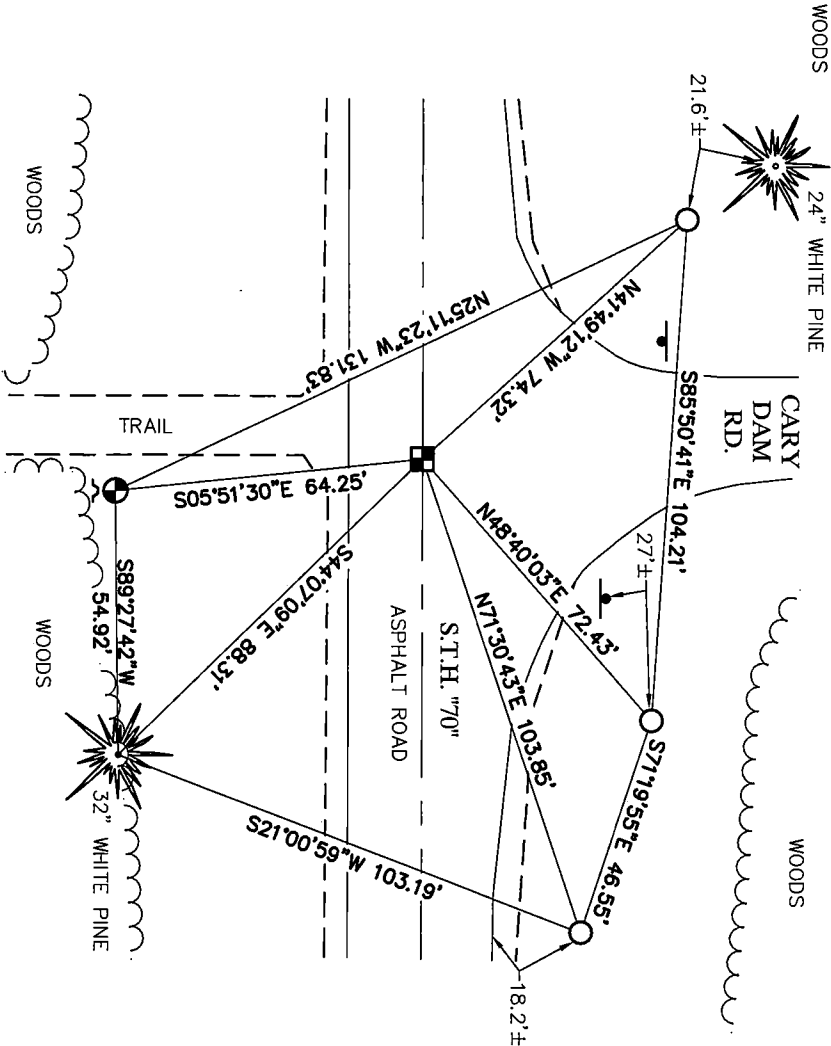 WOODS
21.6'±
24" WHITE PINE
WOODS
N25°11'23"W 131.83'
N41°49'12"W 74.32'
S85°50'41"E 104.21'
CARY
DAM
RD.
TRAIL
S05°51'30"E 64.25'
27'±
N48°40'03"E 72.43'
N71°30'43"E 103.85'
S.T.H. "70"
ASPHALT ROAD
S44°07'09"E 88.31'
S89°27'42"W
54.92'
WOODS
S71°19'55"E 46.55'
WOODS
32" WHITE PINE
S21°00'59"W 103.19'
18.2'±